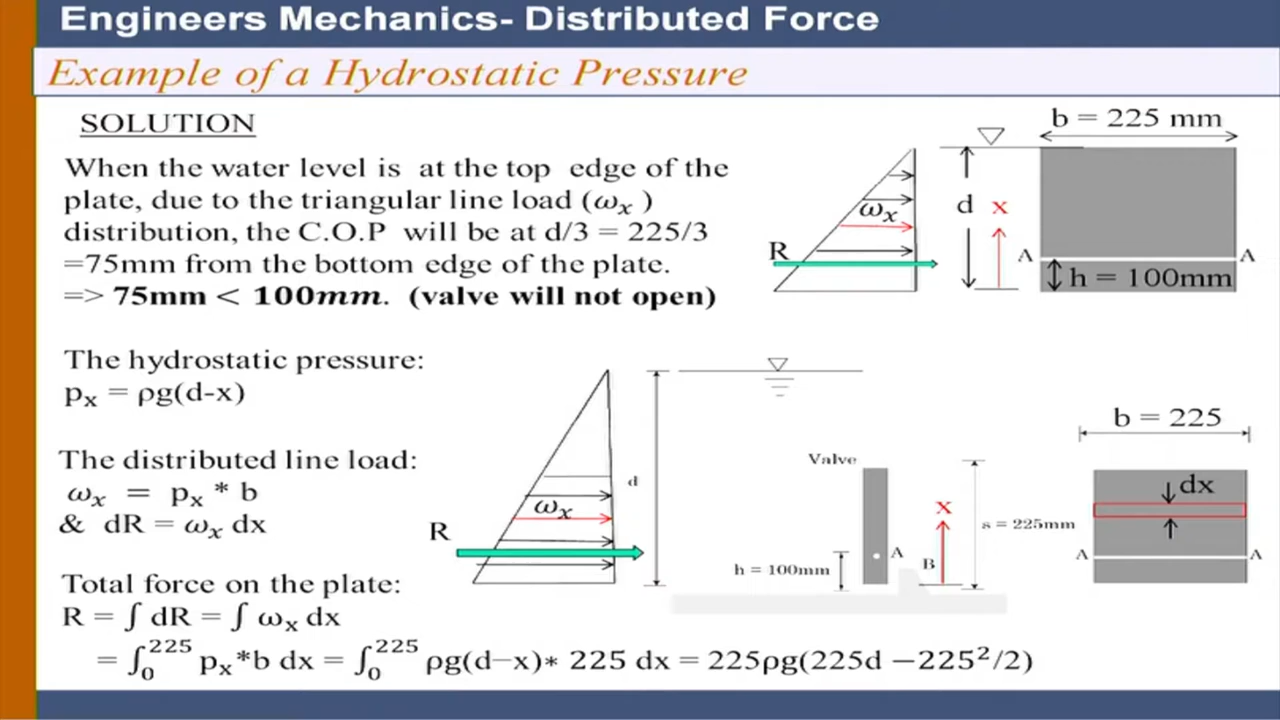 Engineers Mechanics- Distributed Force
Example of a Hydrostatic Pressure
SOLUTION
When the water level is at the top edge of the
plate, due to the triangular line load (ωₓ )
distribution, the C.O.P will be at d/3 = 225/3
=75mm from the bottom edge of the plate.
=> 75mm < 100mm. (valve will not open)
b = 225 mm
ωₓ
d
x
R
A
A
h = 100mm
The hydrostatic pressure:
pₓ = ρg(d-x)
The distributed line load:
ωₓ = pₓ * b
& dR = ωₓ dx
d
ωₓ
R
Valve
x
s = 225mm
A
B
h = 100mm
b = 225
dx
A
A
Total force on the plate:
R = ∫ dR = ∫ ωₓ dx
= ∫₀²²⁵ pₓ*b dx = ∫₀²²⁵ ρg(d−x)∗ 225 dx = 225ρg(225d −225²/2)